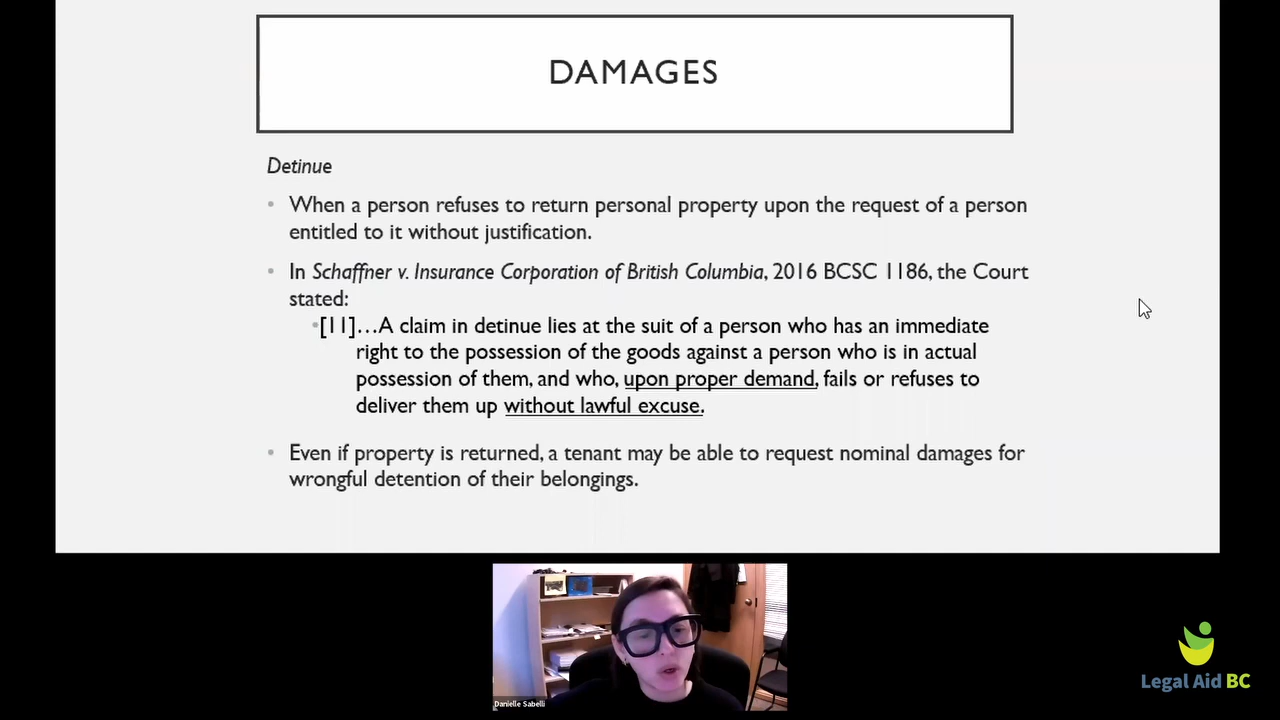 DAMAGES
Detinue
• When a person refuses to return personal property upon the request of a person
entitled to it without justification.
• In Schaffner v. Insurance Corporation of British Columbia, 2016 BCSC 1186, the Court
stated:
•[11]…A claim in detinue lies at the suit of a person who has an immediate
right to the possession of the goods against a person who is in actual
possession of them, and who, upon proper demand, fails or refuses to
deliver them up without lawful excuse.
• Even if property is returned, a tenant may be able to request nominal damages for
wrongful detention of their belongings.
Danielle Sabelli
Legal Aid BC